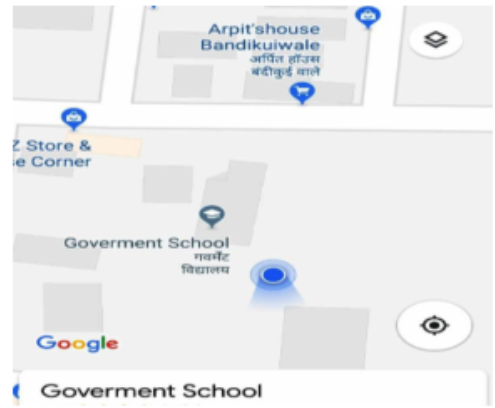 Arpit'shouse
Bandikuiwale
अर्पित हॉउस
बंदीकुई वाले
Z Store &
e Corner
Goverment School
गवर्मेंट
विद्यालय
Google
Goverment School